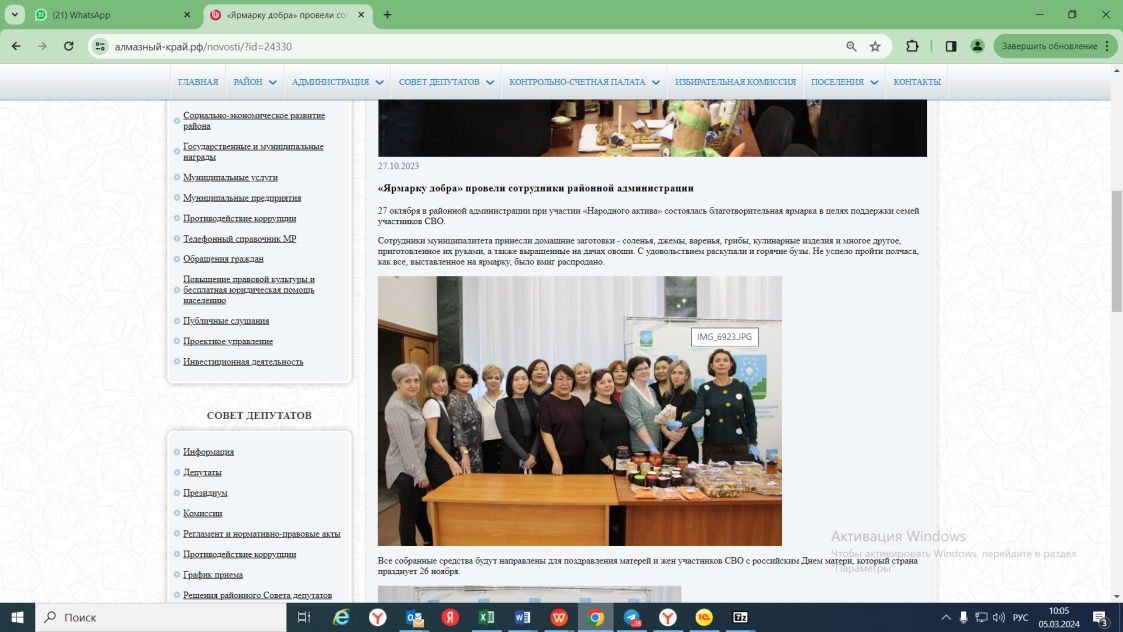 (21) WhatsApp
«Ярмарку добра» провели сот
алмазный-край.рф/novosti/?id=24330
Завершить обновление
ГЛАВНАЯ РАЙОН АДМИНИСТРАЦИЯ СОВЕТ ДЕПУТАТОВ КОНТРОЛЬНО-СЧЕТНАЯ ПАЛАТА ИЗБИРАТЕЛЬНАЯ КОМИССИЯ ПОСЕЛЕНИЯ КОНТАКТЫ
Социально-экономическое развитие
района
Государственные и муниципальные
награды
Муниципальные услуги
Муниципальные предприятия
Противодействие коррупции
Телефонный справочник МР
Обращения граждан
Повышение правовой культуры и
бесплатная юридическая помощь
населению
Публичные слушания
Проектное управление
Инвестиционная деятельность
СОВЕТ ДЕПУТАТОВ
Информация
Депутаты
Президиум
Комиссии
Регламент и нормативно-правовые акты
Противодействие коррупции
График приема
Решения районного Совета депутатов
27.10.2023
«Ярмарку добра» провели сотрудники районной администрации
27 октября в районной администрации при участии «Народного актива» состоялась благотворительная ярмарка в целях поддержки семей
участников СВО.
Сотрудники муниципалитета принесли домашние заготовки - соленья, джемы, варенья, грибы, кулинарные изделия и многое другое,
приготовленное их руками, а также выращенные на дачах овощи. С удовольствием раскупали и горячие бузы. Не успело пройти полчаса,
как все, выставленное на ярмарку, было вмиг распродано.
IMG_6923.JPG
Все собранные средства будут направлены для поздравления матерей и жен участников СВО с российским Днем матери, который страна
празднует 26 ноября.
Активация Windows
Чтобы активировать Windows, перейдите в раздел
"Параметры".
Поиск
РУС
10:05
05.03.2024
3